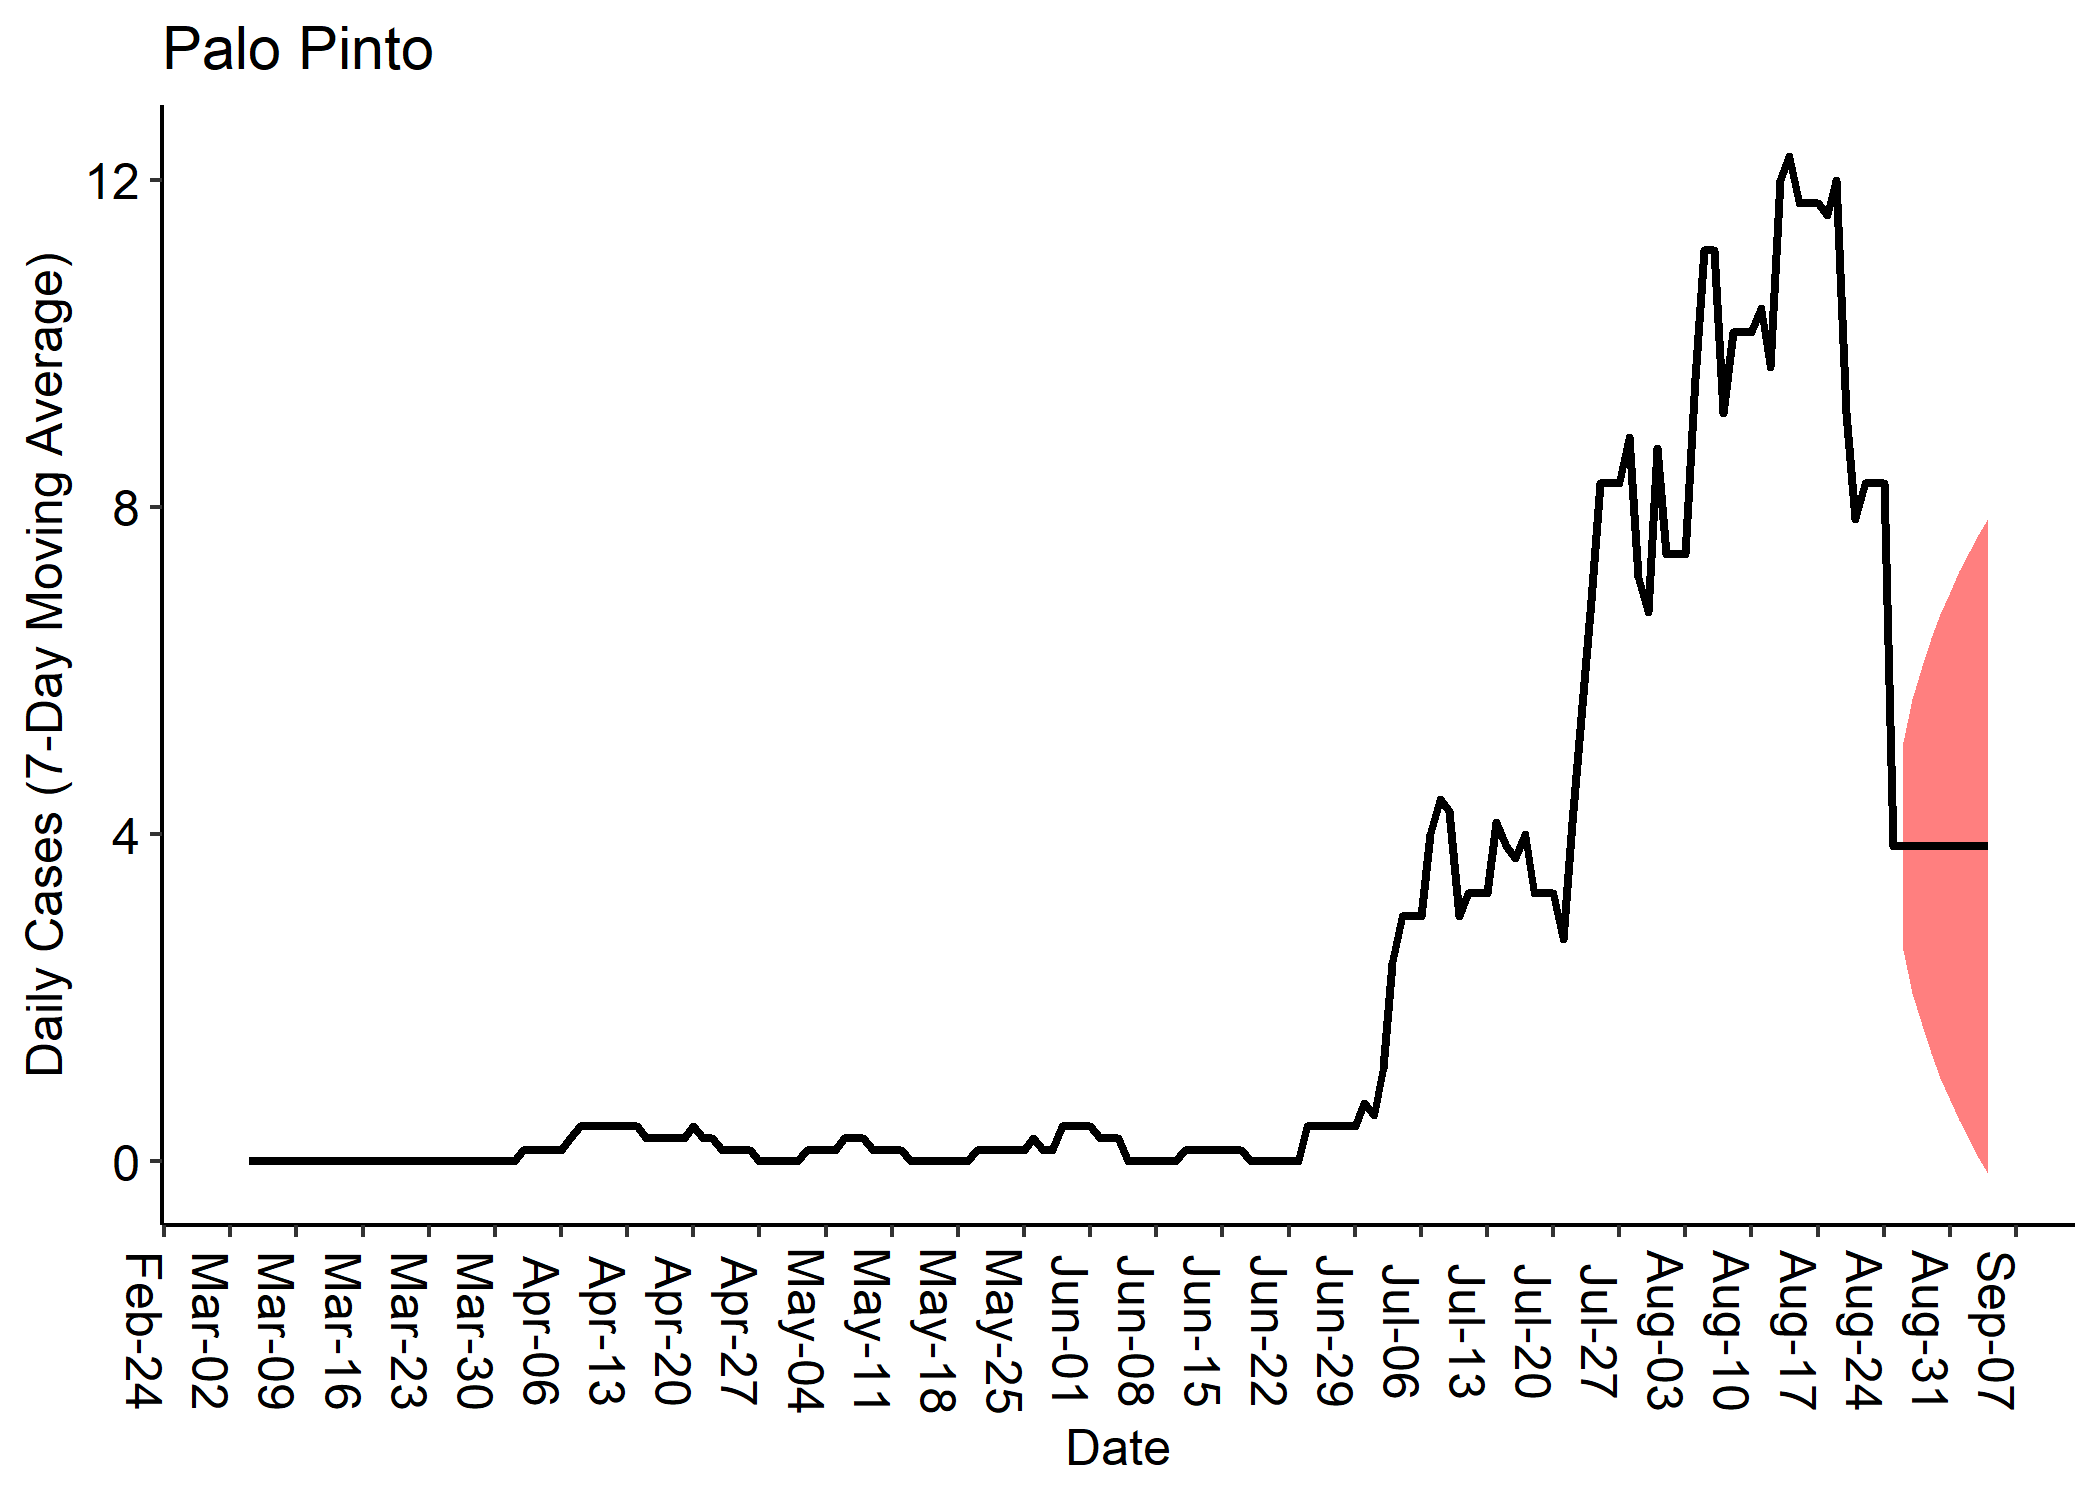 Palo Pinto
Daily Cases (7-Day Moving Average)
12
8
4
0
Feb-24
Mar-02
Mar-09
Mar-16
Mar-23
Mar-30
Apr-06
Apr-13
Apr-20
Apr-27
May-04
May-11
May-18
May-25
Jun-01
Jun-08
Jun-15
Jun-22
Jun-29
Jul-06
Jul-13
Jul-20
Jul-27
Aug-03
Aug-10
Aug-17
Aug-24
Aug-31
Sep-07
Date